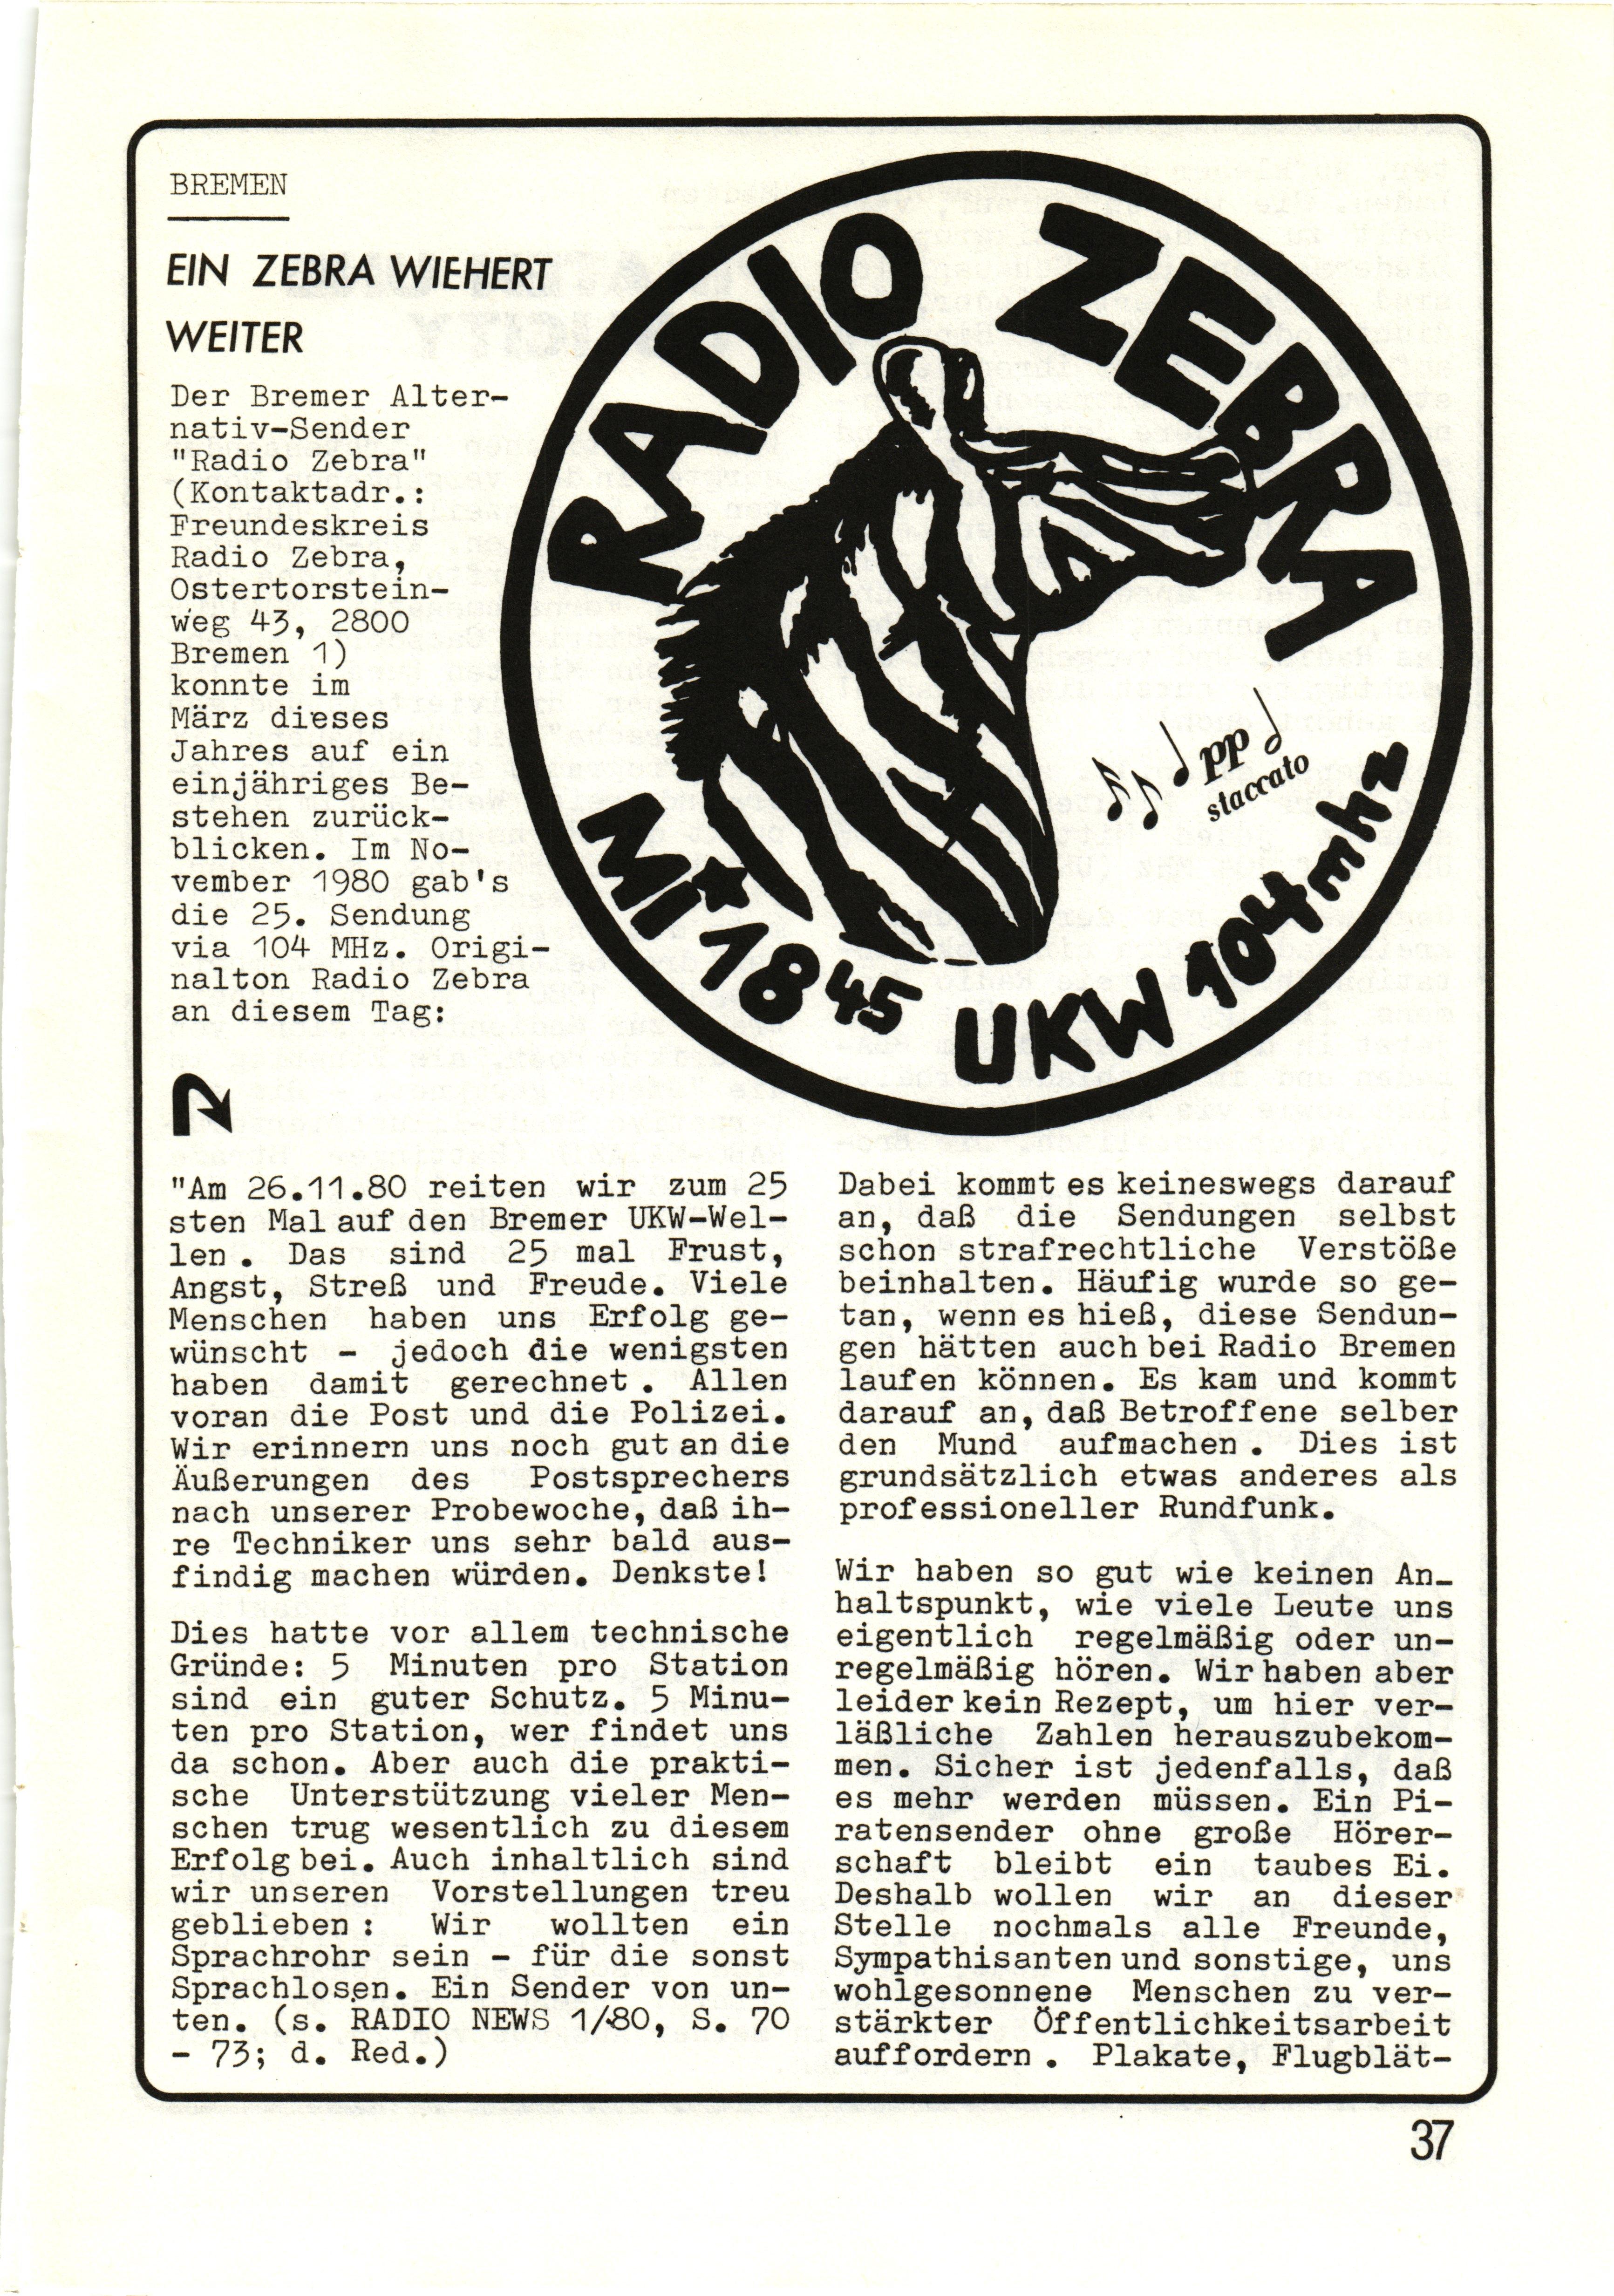 BREMEN
EIN ZEBRA WIEHERT
WEITER
Der Bremer Alter-
nativ-Sender
"Radio Zebra"
(Kontaktadr.:
Freundeskreis
Radio Zebra,
Ostertorstein-
weg 43, 2800
Bremen 1)
konnte im
März dieses
Jahres auf ein
einjähriges Be-
stehen zurück-
blicken. Im No-
vember 1980 gab's
die 25. Sendung
via 104 MHz. Origi-
nalton Radio Zebra
an diesem Tag:
RADIO ZEBRA
pp
staccato
Mi★1845 UKW 104 mhz
"Am 26.11.80 reiten wir zum 25
sten Mal auf den Bremer UKW-Wel-
len. Das sind 25 mal Frust,
Angst, Streß und Freude. Viele
Menschen haben uns Erfolg ge-
wünscht - jedoch die wenigsten
haben damit gerechnet. Allen
voran die Post und die Polizei.
Wir erinnern uns noch gut an die
Äußerungen des Postsprechers
nach unserer Probewoche, daß ih-
re Techniker uns sehr bald aus-
findig machen würden. Denkste!
Dies hatte vor allem technische
Gründe: 5 Minuten pro Station
sind ein guter Schutz. 5 Minu-
ten pro Station, wer findet uns
da schon. Aber auch die prakti-
sche Unterstützung vieler Men-
schen trug wesentlich zu diesem
Erfolg bei. Auch inhaltlich sind
wir unseren Vorstellungen treu
geblieben: Wir wollten ein
Sprachrohr sein - für die sonst
Sprachlosen. Ein Sender von un-
ten. (s. RADIO NEWS 1/80, S. 70
- 73; d. Red.)
Dabei kommt es keineswegs darauf
an, daß die Sendungen selbst
schon strafrechtliche Verstöße
beinhalten. Häufig wurde so ge-
tan, wenn es hieß, diese Sendun-
gen hätten auch bei Radio Bremen
laufen können. Es kam und kommt
darauf an, daß Betroffene selber
den Mund aufmachen. Dies ist
grundsätzlich etwas anderes als
professioneller Rundfunk.
Wir haben so gut wie keinen An-
haltspunkt, wie viele Leute uns
eigentlich regelmäßig oder un-
regelmäßig hören. Wir haben aber
leider kein Rezept, um hier ver-
läßliche Zahlen herauszubekom-
men. Sicher ist jedenfalls, daß
es mehr werden müssen. Ein Pi-
ratensender ohne große Hörer-
schaft bleibt ein taubes Ei.
Deshalb wollen wir an dieser
Stelle nochmals alle Freunde,
Sympathisanten und sonstige, uns
wohlgesonnene Menschen zu ver-
stärkter Öffentlichkeitsarbeit
auffordern. Plakate, Flugblät-
37